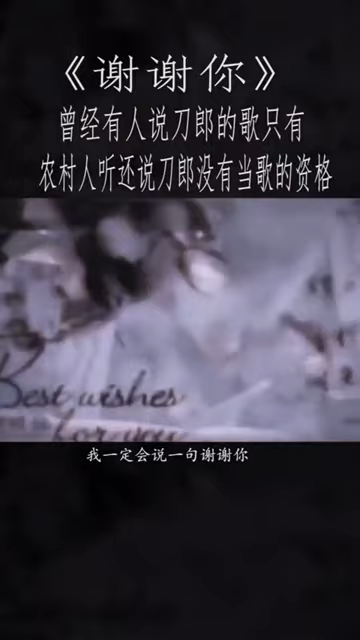 《谢谢你》
曾经有人说刀郎的歌只有
农村人听还说刀郎没有当歌的资格
Best wishes
for you
我一定会说一句谢谢你